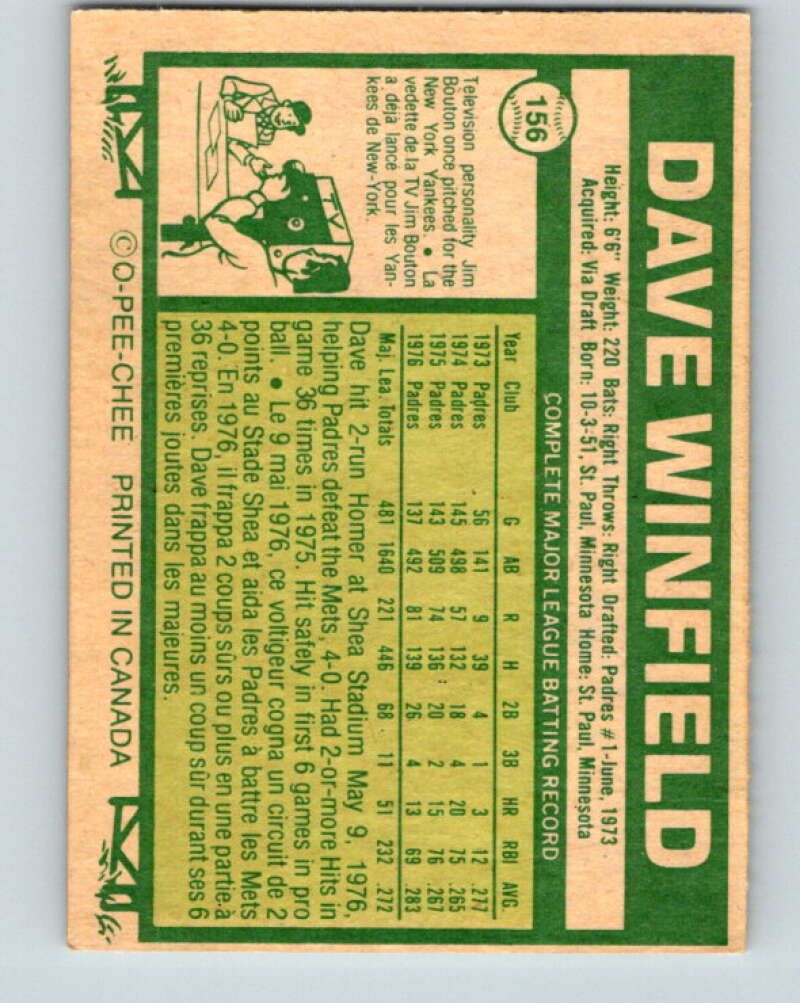 DAVE WINFIELD
156
Height: 6'6" Weight: 220 Bats: Right Throws: Right Drafted: Padres #1-June, 1973
Acquired: Via Draft Born: 10-3-51, St. Paul, Minnesota Home: St. Paul, Minnesota
COMPLETE MAJOR LEAGUE BATTING RECORD
Television personality Jim
Bouton once pitched for the
New York Yankees. • La
vedette de la TV Jim Bouton
a déjà lancé pour les Yan-
kées de New-York.
TV
Year Club G AB R H 2B 3B HR RBI AVG.
1973 Padres 56 141 9 39 4 1 3 12 .277
1974 Padres 145 498 57 132 18 4 20 75 .265
1975 Padres 143 509 74 136 20 2 15 76 .267
1976 Padres 137 492 81 139 26 4 13 69 .283
Maj. Lea. Totals 481 1640 221 446 68 11 51 232 .272
Dave hit 2-run Homer at Shea Stadium May 9, 1976,
helping Padres defeat the Mets, 4-0. Had 2-or-more Hits in
game 36 times in 1975. Hit safely in first 6 games in pro
ball. • Le 9 mai 1976, ce voltigeur cogna un circuit de 2
points au Stade Shea et aida les Padres à battre les Mets
4-0. En 1976, il frappa 2 coups sûrs ou plus en une partie à
36 reprises. Dave frappa au moins un coup sûr durant ses 6
premières joutes dans les majeures.
©O-PEE-CHEE PRINTED IN CANADA